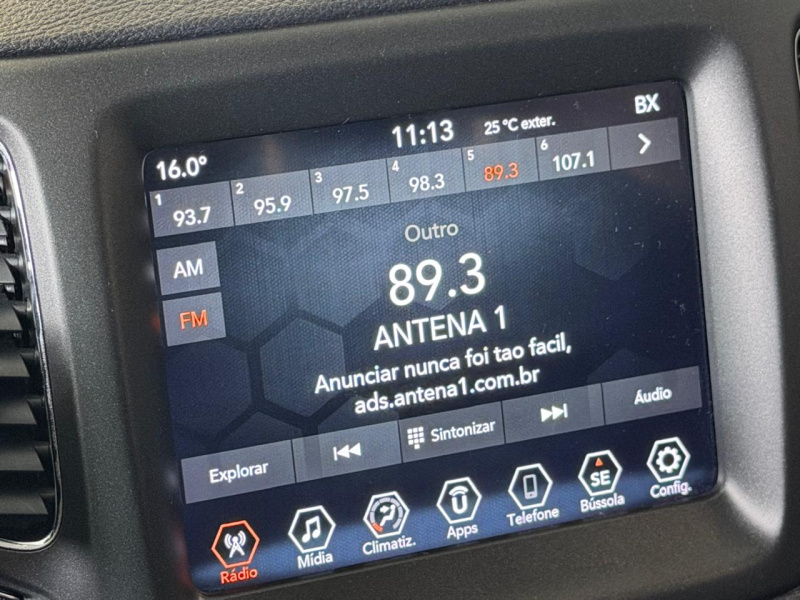 16.0° 11:13 25 °C exter. BX
1 93.7 2 95.9 3 97.5 4 98.3 5 89.3 6 107.1
Outro
AM
89.3
FM
ANTENA 1
Anunciar nunca foi tao facil,
ads.antena1.com.br
Explorar Sintonizar Áudio
SE
Rádio Mídia Climatiz. Apps Telefone Bússola Config.